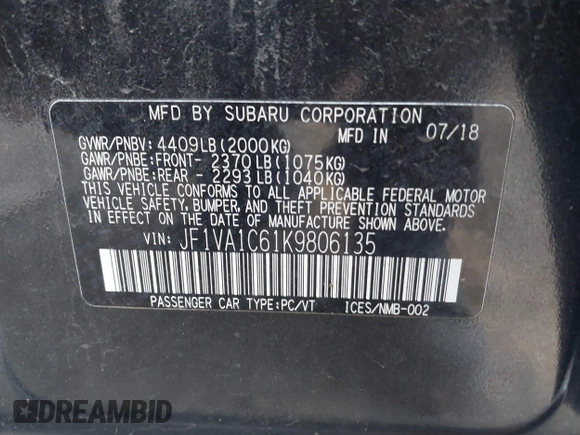 MFD BY SUBARU CORPORATION
GVWR/PNBV: 4409LB(2000KG)
MFD IN 07/18
GAWR/PNBE:FRONT- 2370LB(1075KG)
GAWR/PNBE:REAR - 2293LB(1040KG)
THIS VEHICLE CONFORMS TO ALL APPLICABLE FEDERAL MOTOR
VEHICLE SAFETY, BUMPER, AND THEFT PREVENTION STANDARDS
IN EFFECT ON THE DATE OF MANUFACTURE SHOWN ABOVE.
VIN: JF1VA1C61K9806135
PASSENGER CAR TYPE:PC/VT ICES/NMB-002
DREAMBID